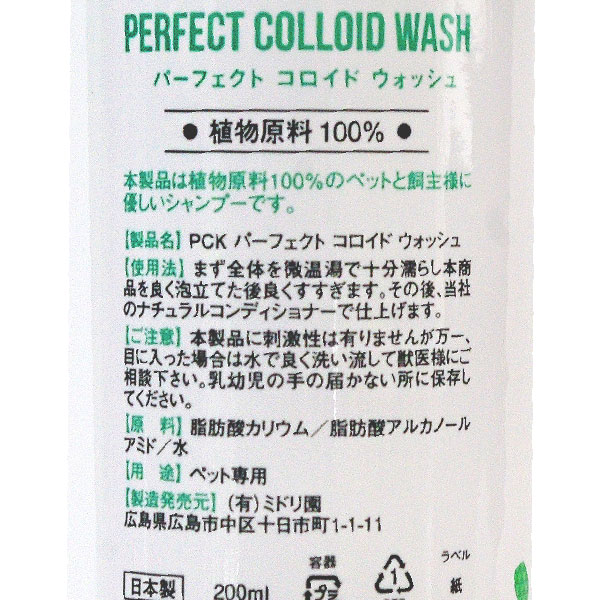 PERFECT COLLOID WASH
パーフェクト コロイド ウォッシュ
● 植物原料 100% ●
本製品は植物原料100%のペットと飼主様に
優しいシャンプーです。
【製品名】PCK パーフェクト コロイド ウォッシュ
【使用法】まず全体を微温湯で十分濡らし本商
品を良く泡立てた後良くすすぎます。その後、当社
のナチュラルコンディショナーで仕上げます。
【ご注意】本製品に刺激性は有りませんが万一、
目に入った場合は水で良く洗い流して獣医様にご
相談下さい。乳幼児の手の届かない所に保存し
てください。
【原 料】脂肪酸カリウム／脂肪酸アルカノール
アミド／水
【用 途】ペット専用
【製造発売元】(有)ミドリ園
広島県広島市中区十日市町1-1-11
日本製 200ml 容器 プラ 1 ラベル 紙